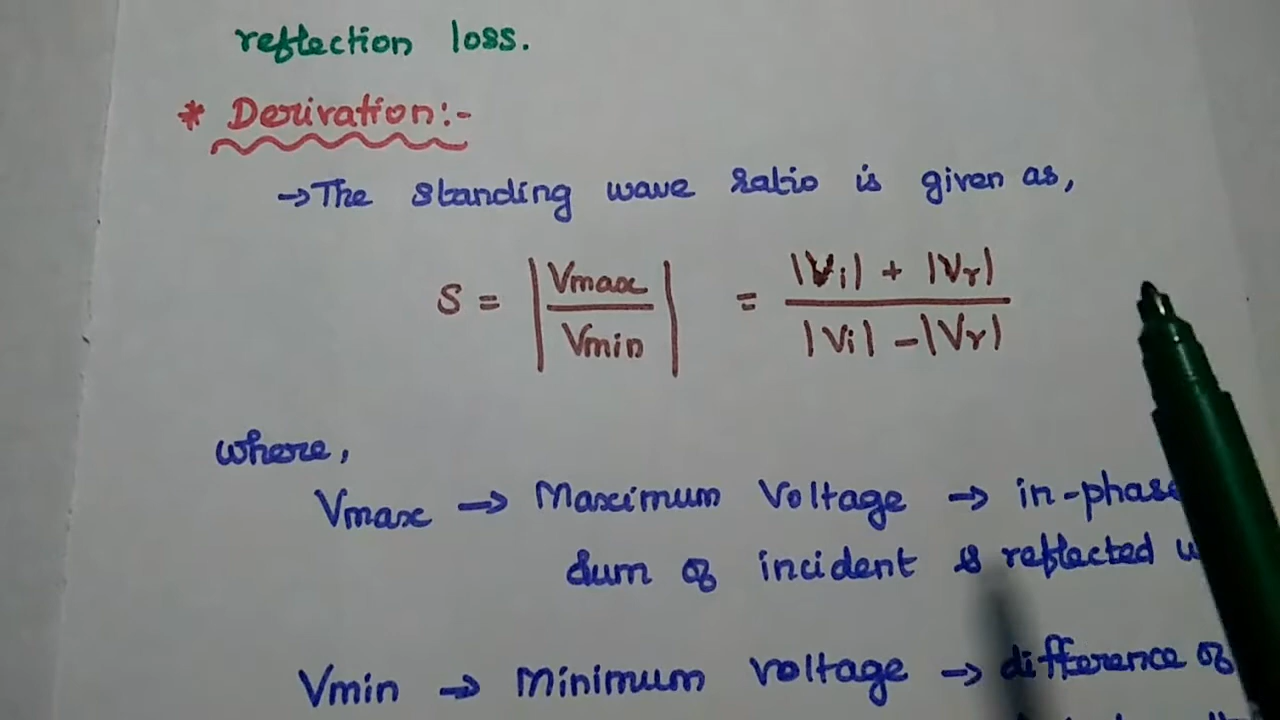 reflection loss.
* Derivation:-
→ The standing wave ratio is given as,
S = |Vmax / Vmin| = |Vi| + |Vr| / |Vi| - |Vr|
where,
Vmax → Maximum Voltage → in-phase
sum of incident & reflected
Vmin → Minimum voltage → difference of